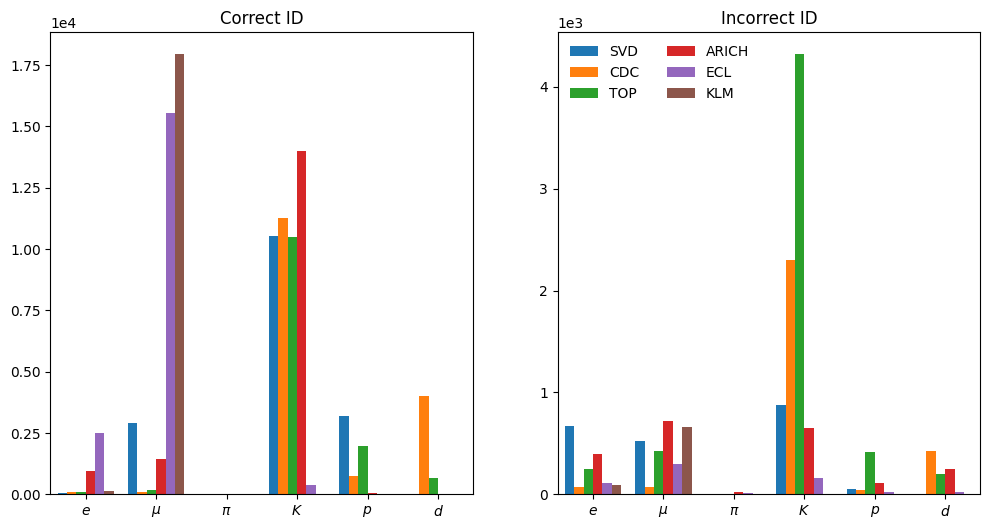 Correct ID
1e4
1.75
1.50
1.25
1.00
0.75
0.50
0.25
0.00
e μ π K p d
Incorrect ID
1e3
SVD ARICH
CDC ECL
TOP KLM
4
3
2
1
0
e μ π K p d